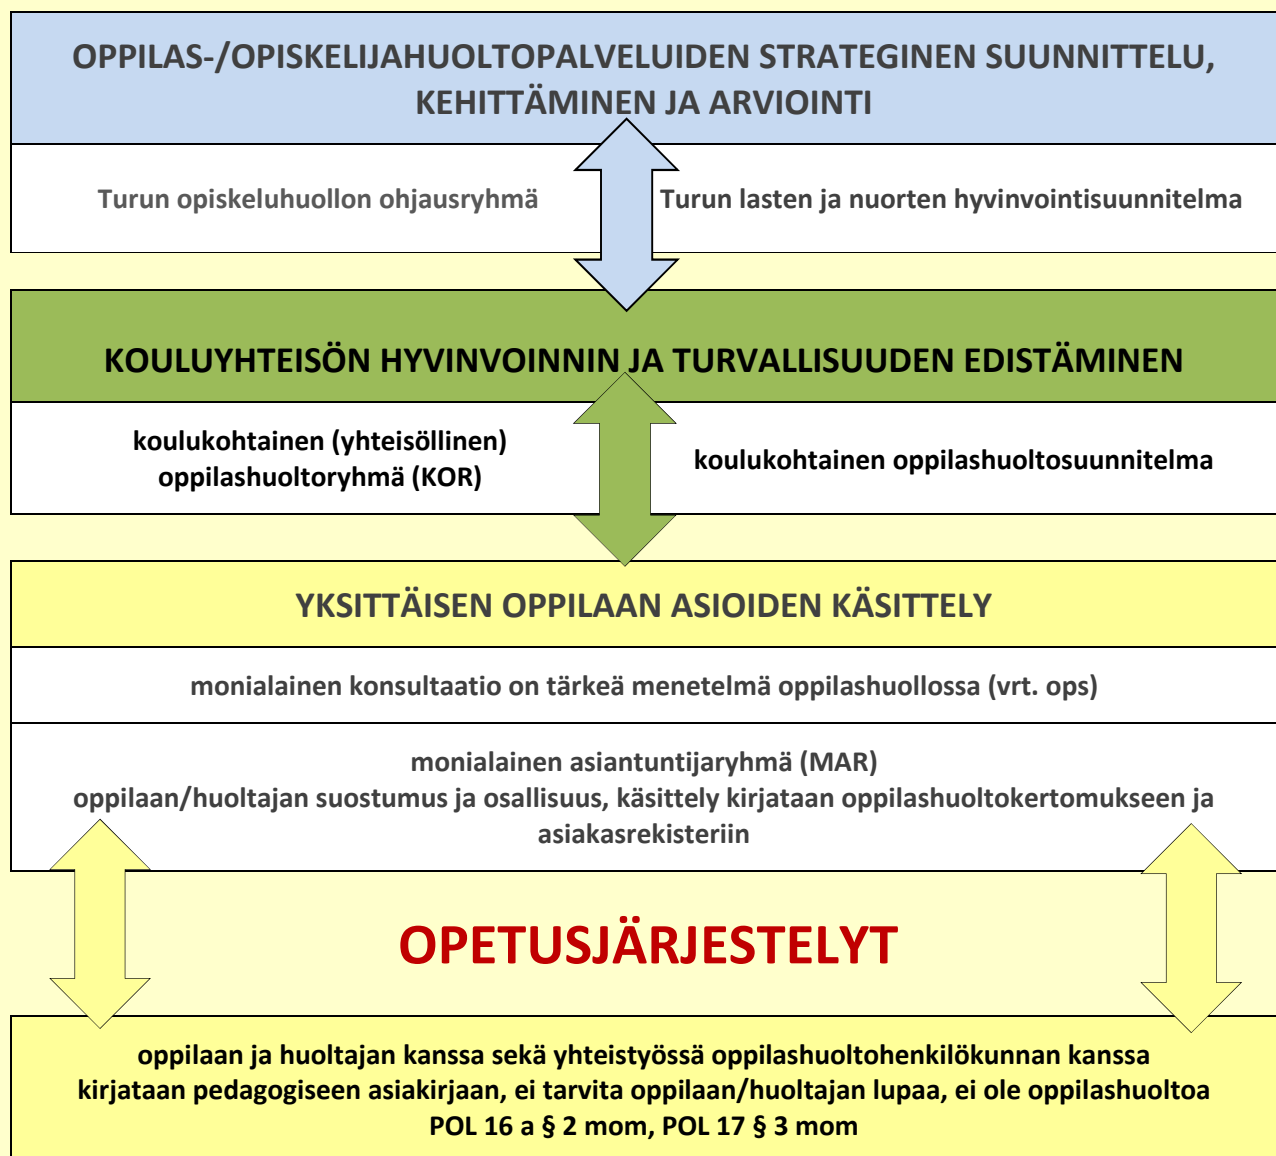 OPPILAS-/OPISKELIJAHUOLTOPALVELUIDEN STRATEGINEN SUUNNITTELU,
KEHITTÄMINEN JA ARVIOINTI
Turun opiskeluhuollon ohjausryhmä
Turun lasten ja nuorten hyvinvointisuunnitelma
KOULUYHTEISÖN HYVINVOINNIN JA TURVALLISUUDEN EDISTÄMINEN
koulukohtainen (yhteisöllinen)
oppilashuoltoryhmä (KOR)
koulukohtainen oppilashuoltosuunnitelma
YKSITTÄISEN OPPILAAN ASIOIDEN KÄSITTELY
monialainen konsultaatio on tärkeä menetelmä oppilashuollossa (vrt. ops)
monialainen asiantuntijaryhmä (MAR)
oppilaan/huoltajan suostumus ja osallisuus, käsittely kirjataan oppilashuoltokertomukseen ja
asiakasrekisteriin
OPETUSJÄRJESTELYT
oppilaan ja huoltajan kanssa sekä yhteistyössä oppilashuoltohenkilökunnan kanssa
kirjataan pedagogiseen asiakirjaan, ei tarvita oppilaan/huoltajan lupaa, ei ole oppilashuoltoa
POL 16 a § 2 mom, POL 17 § 3 mom